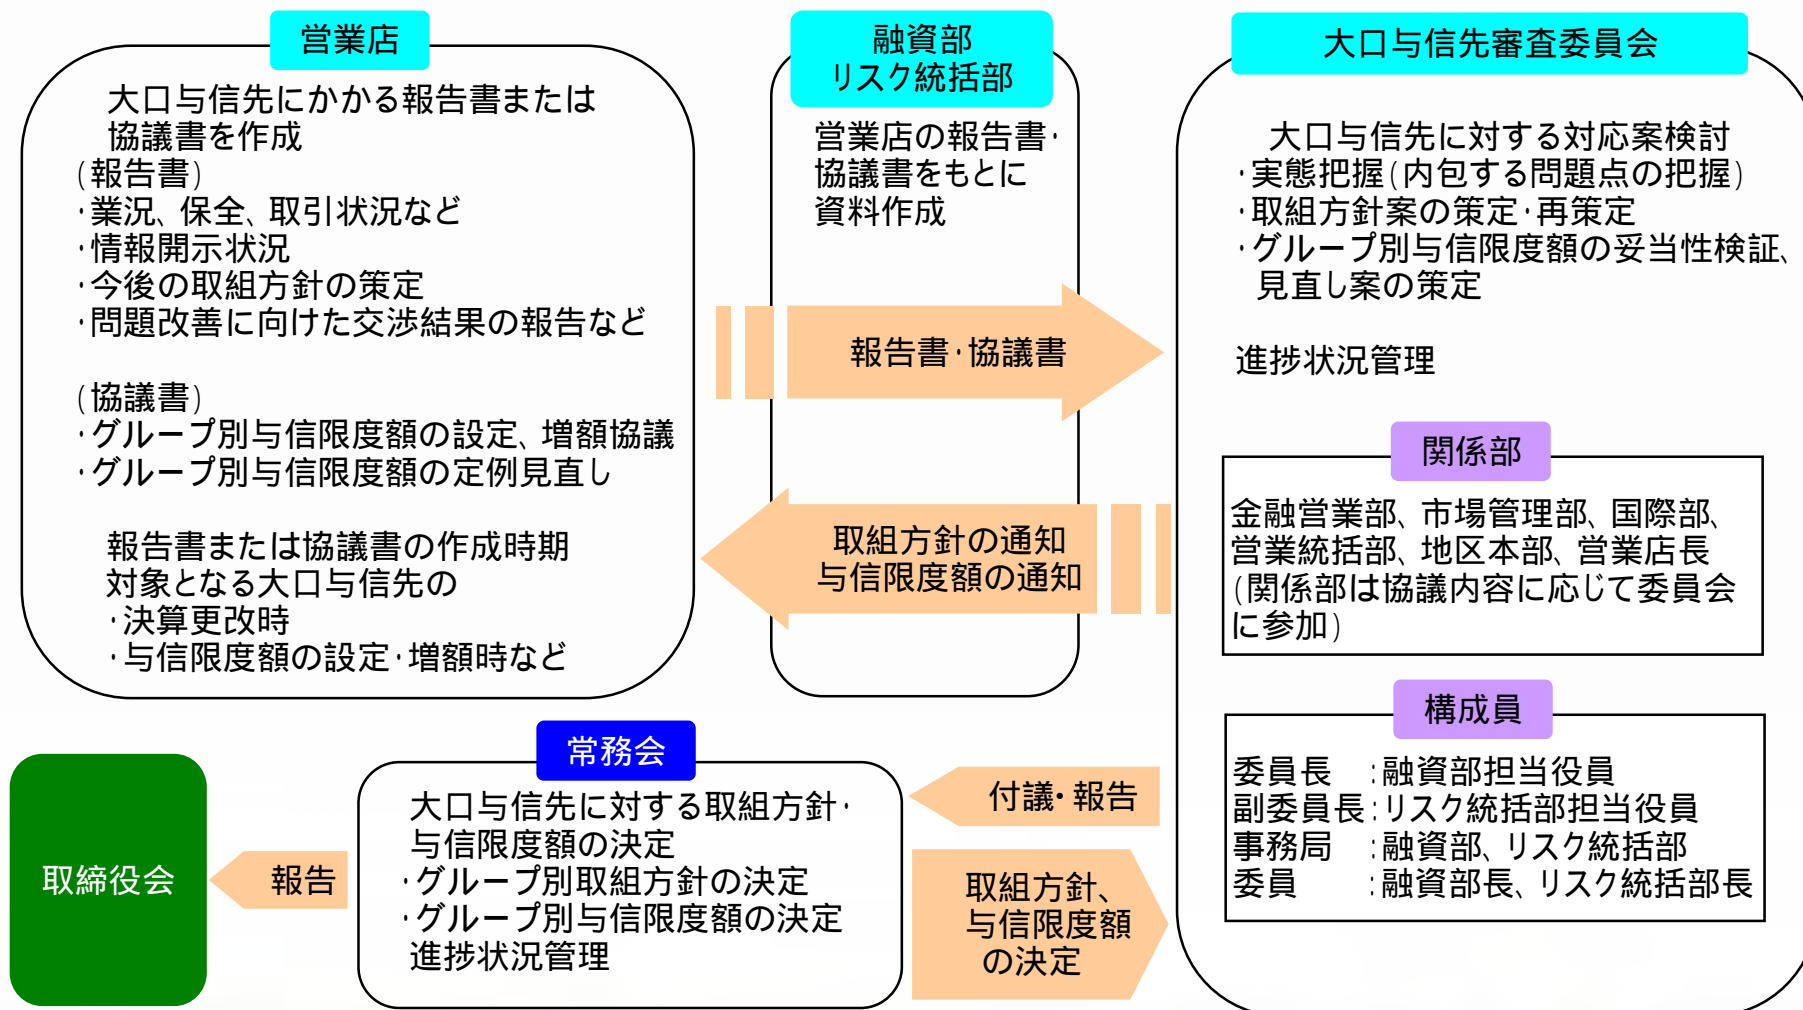 営業店
大口与信先にかかる報告書または
協議書を作成
(報告書)
・業況、保全、取引状況など
・情報開示状況
・今後の取組方針の策定
・問題改善に向けた交渉結果の報告など
(協議書)
・グループ別与信限度額の設定、増額協議
・グループ別与信限度額の定例見直し
報告書または協議書の作成時期
対象となる大口与信先の
・決算更改時
・与信限度額の設定・増額時など
融資部
リスク統括部
営業店の報告書・
協議書をもとに
資料作成
報告書・協議書
取組方針の通知
与信限度額の通知
大口与信先審査委員会
大口与信先に対する対応案検討
・実態把握(内包する問題点の把握)
・取組方針案の策定・再策定
・グループ別与信限度額の妥当性検証、
見直し案の策定
進捗状況管理
関係部
金融営業部、市場管理部、国際部、
営業統括部、地区本部、営業店長
(関係部は協議内容に応じて委員会
に参加)
構成員
委員長 :融資部担当役員
副委員長:リスク統括部担当役員
事務局 :融資部、リスク統括部
委員 :融資部長、リスク統括部長
付議・報告
取組方針、
与信限度額
の決定
常務会
大口与信先に対する取組方針・
与信限度額の決定
・グループ別取組方針の決定
・グループ別与信限度額の決定
進捗状況管理
報告
取締役会